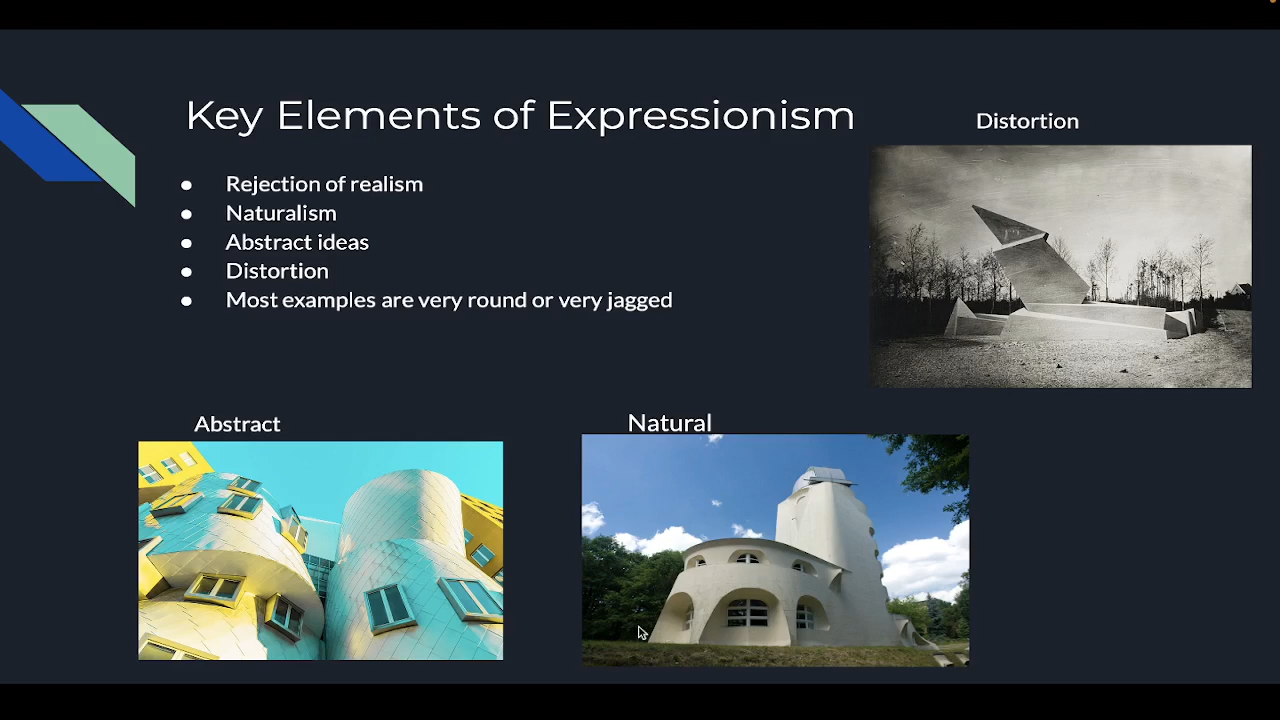 Key Elements of Expressionism
Rejection of realism
Naturalism
Abstract ideas
Distortion
Most examples are very round or very jagged
Distortion
Abstract
Natural